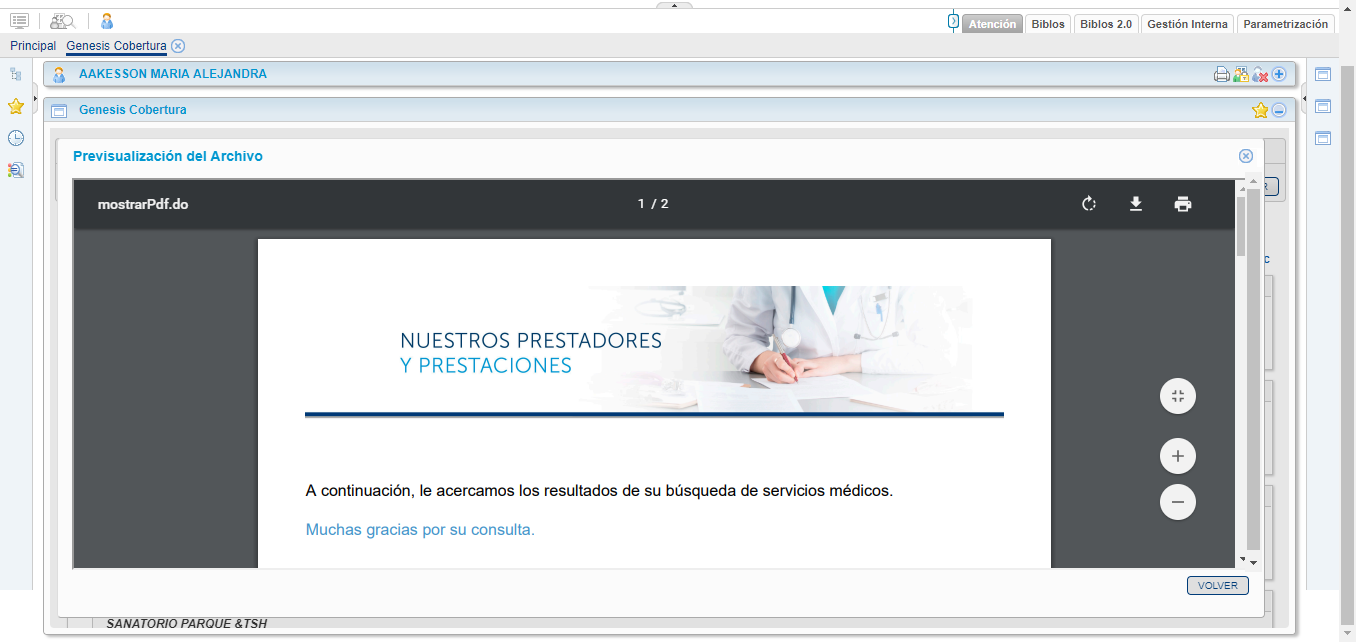 Atención Biblos Biblos 2.0 Gestión Interna Parametrización
Principal Genesis Cobertura
AAKESSON MARIA ALEJANDRA
Genesis Cobertura
Previsualización del Archivo
mostrarPdf.do 1 / 2
NUESTROS PRESTADORES
Y PRESTACIONES
A continuación, le acercamos los resultados de su búsqueda de servicios médicos.
Muchas gracias por su consulta.
VOLVER
SANATORIO PARQUE &TSH